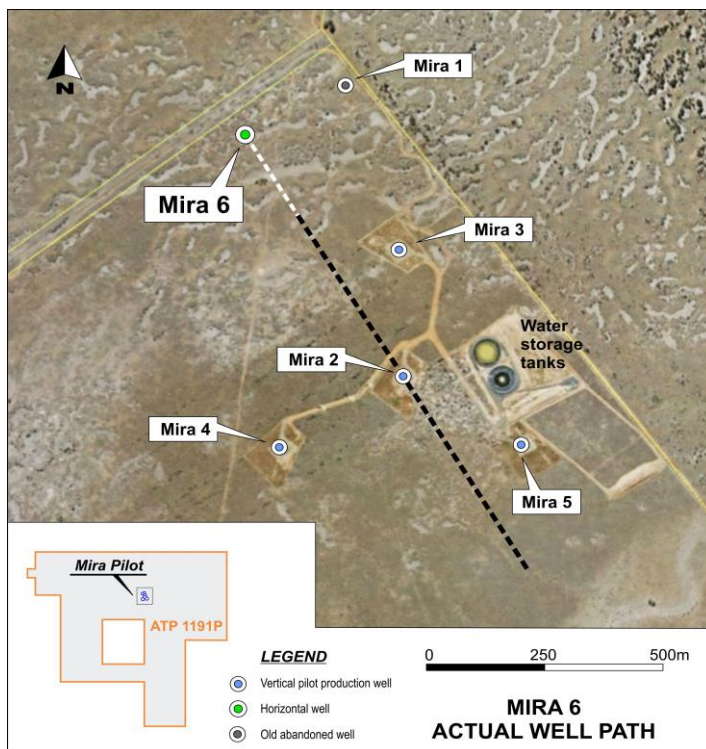 Mira 1
N
Mira 6
Mira 3
Water
storage
tanks
Mira 2
Mira 4
Mira 5
Mira Pilot
ATP 1191P
LEGEND
Vertical pilot production well
Horizontal well
Old abandoned well
0 250 500m
MIRA 6
ACTUAL WELL PATH